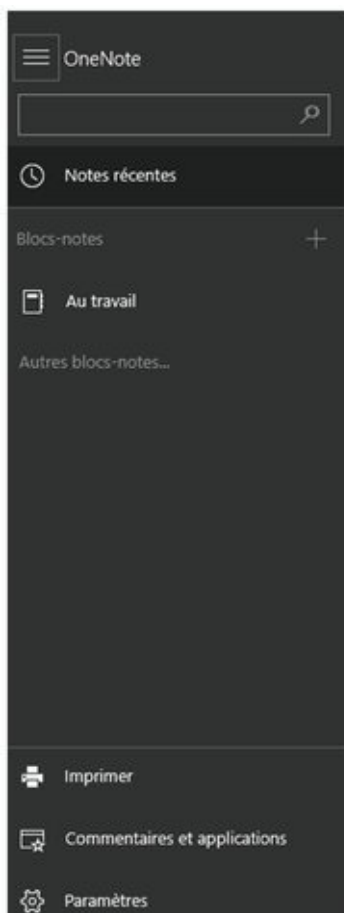 OneNote
Notes récentes
Blocs-notes
Au travail
Autres blocs-notes...
Imprimer
Commentaires et applications
Paramètres